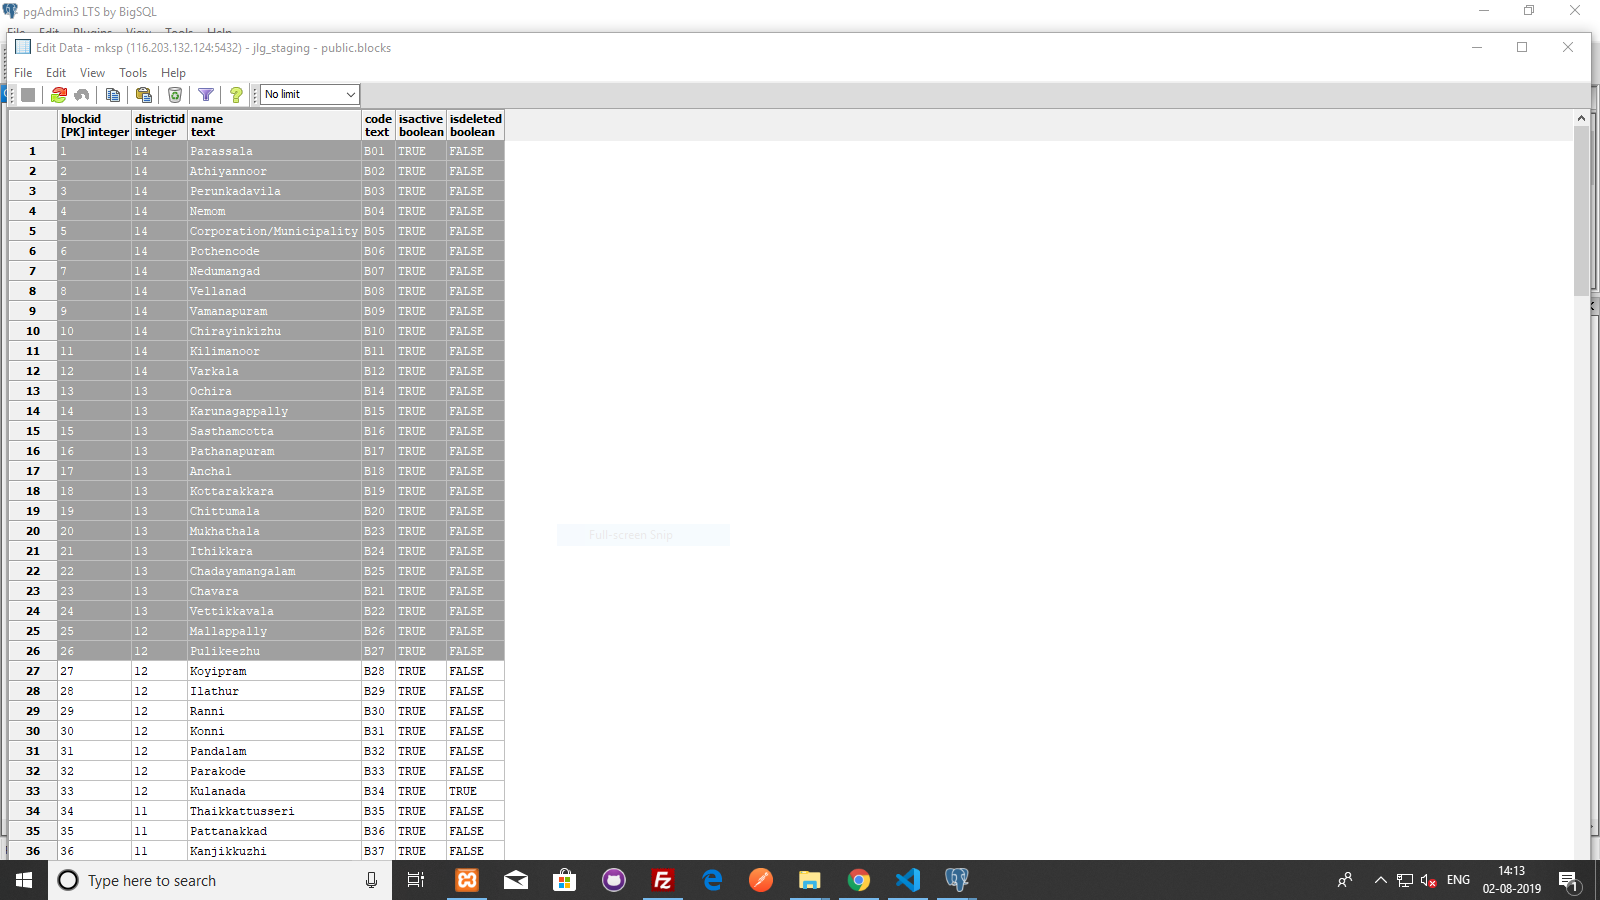 pgAdmin3 LTS by BigSQL
File Edit Plugins View Tools Help
Edit Data - mksp (116.203.132.124:5432) - jlg_staging - public.blocks
File Edit View Tools Help
No limit
blockid districtid name code isactive isdeleted
[PK] integer integer text text boolean boolean
1 1 14 Parassala B01 TRUE FALSE
2 2 14 Athiyannoor B02 TRUE FALSE
3 3 14 Perunkadavila B03 TRUE FALSE
4 4 14 Nemom B04 TRUE FALSE
5 5 14 Corporation/Municipality B05 TRUE FALSE
6 6 14 Pothencode B06 TRUE FALSE
7 7 14 Nedumangad B07 TRUE FALSE
8 8 14 Vellanad B08 TRUE FALSE
9 9 14 Vamanapuram B09 TRUE FALSE
10 10 14 Chirayinkizhu B10 TRUE FALSE
11 11 14 Kilimanoor B11 TRUE FALSE
12 12 14 Varkala B12 TRUE FALSE
13 13 13 Ochira B14 TRUE FALSE
14 14 13 Karunagappally B15 TRUE FALSE
15 15 13 Sasthamcotta B16 TRUE FALSE
16 16 13 Pathanapuram B17 TRUE FALSE
17 17 13 Anchal B18 TRUE FALSE
18 18 13 Kottarakkara B19 TRUE FALSE
19 19 13 Chittumala B20 TRUE FALSE
20 20 13 Mukhathala B23 TRUE FALSE
21 21 13 Ithikkara B24 TRUE FALSE
22 22 13 Chadayamangalam B25 TRUE FALSE
23 23 13 Chavara B21 TRUE FALSE
24 24 13 Vettikkavala B22 TRUE FALSE
25 25 12 Mallappally B26 TRUE FALSE
26 26 12 Pulikeezhu B27 TRUE FALSE
27 27 12 Koyipram B28 TRUE FALSE
28 28 12 Ilathur B29 TRUE FALSE
29 29 12 Ranni B30 TRUE FALSE
30 30 12 Konni B31 TRUE FALSE
31 31 12 Pandalam B32 TRUE FALSE
32 32 12 Parakode B33 TRUE FALSE
33 33 12 Kulanada B34 TRUE TRUE
34 34 11 Thaikkattusseri B35 TRUE FALSE
35 35 11 Pattanakkad B36 TRUE FALSE
36 36 11 Kanjikkuzhi B37 TRUE FALSE
Full-screen Snip
Type here to search
ENG
14:13
02-08-2019
1